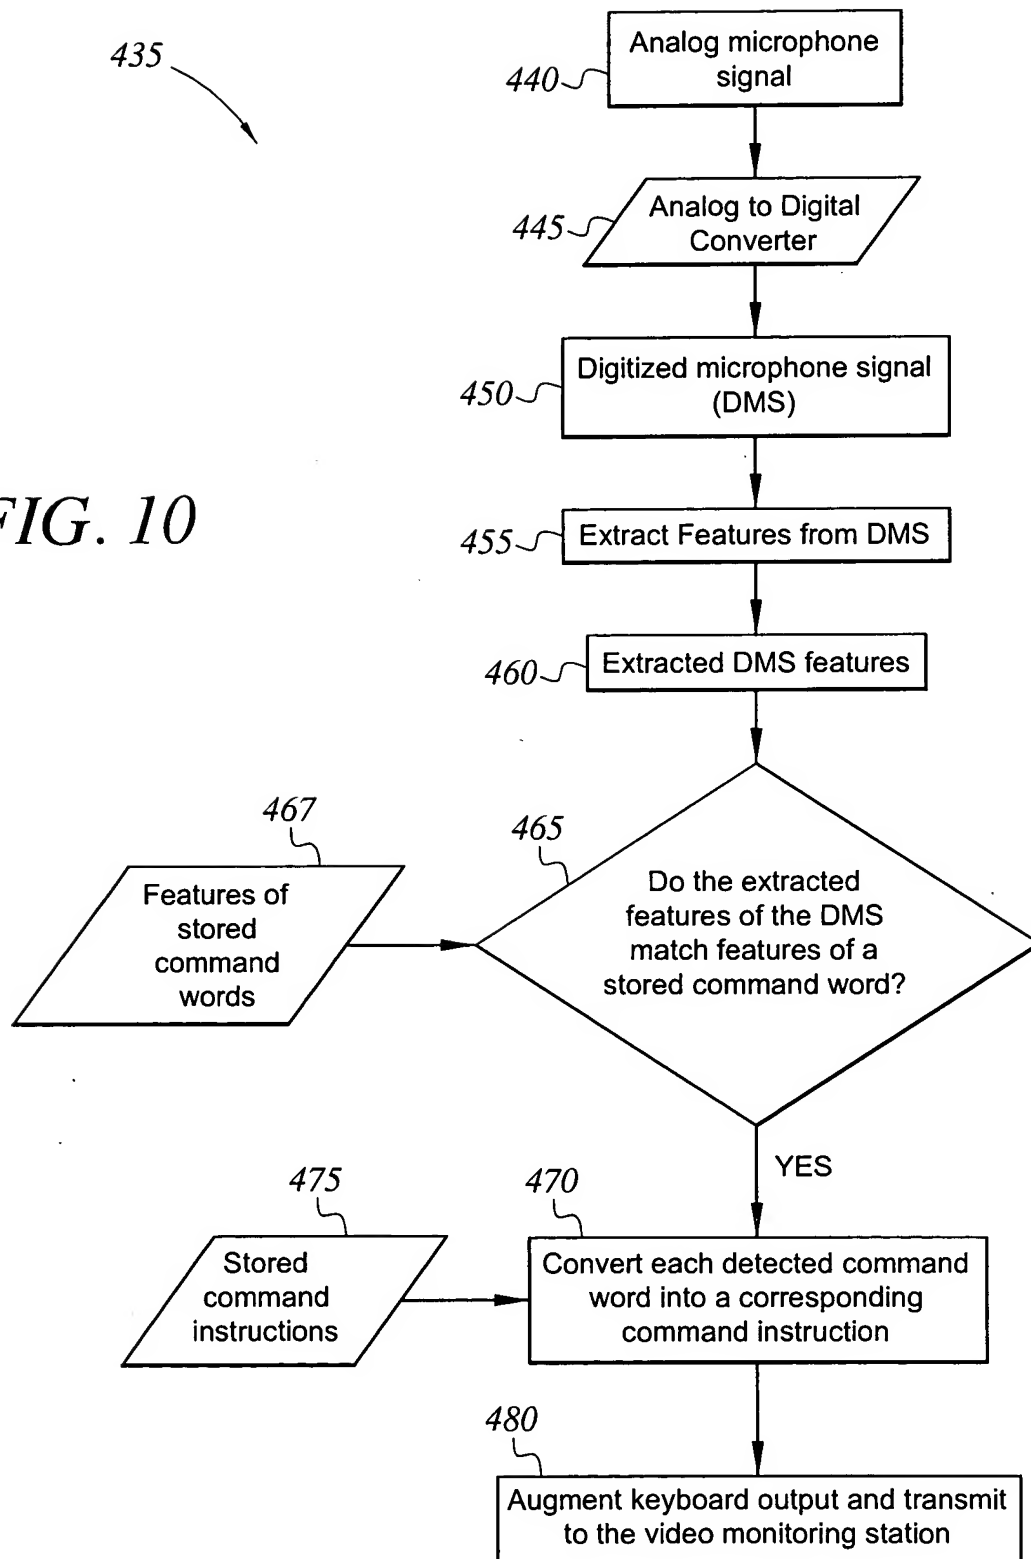 435
440
Analog microphone
signal
445
Analog to Digital
Converter
450
Digitized microphone signal
(DMS)
FIG. 10
455
Extract Features from DMS
460
Extracted DMS features
467
Features of
stored
command
words
465
Do the extracted
features of the DMS
match features of a
stored command word?
YES
475
Stored
command
instructions
470
Convert each detected command
word into a corresponding
command instruction
480
Augment keyboard output and transmit
to the video monitoring station